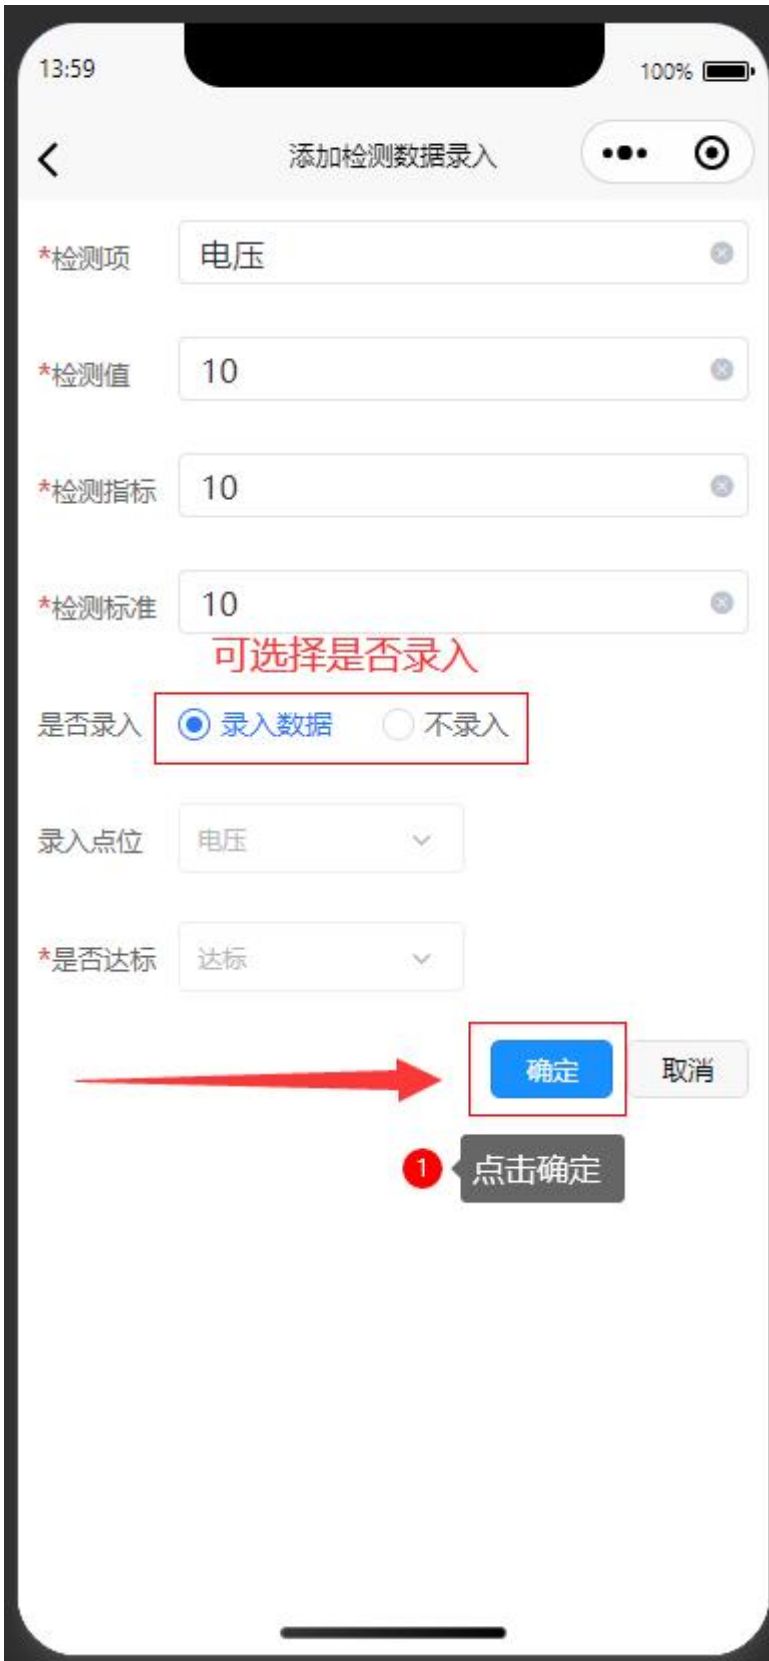 13:59
100%
添加检测数据录入
*检测项 电压
*检测值 10
*检测指标 10
*检测标准 10
可选择是否录入
是否录入 录入数据 不录入
录入点位 电压
*是否达标 达标
确定 取消
1 点击确定